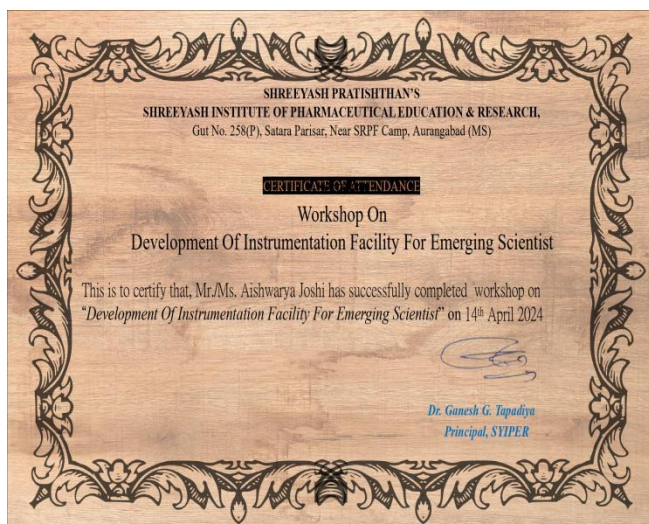 SHREEYASH PRATISHTHAN'S
SHREEYASH INSTITUTE OF PHARMACEUTICAL EDUCATION & RESEARCH,
Gut No. 258(P), Satara Parisar, Near SRPF Camp, Aurangabad (MS)
CERTIFICATE OF ATTENDANCE
Workshop On
Development Of Instrumentation Facility For Emerging Scientist
This is to certify that, Mr./Ms. Aishwarya Joshi has successfully completed workshop on
"Development Of Instrumentation Facility For Emerging Scientist" on 14th April 2024
Dr. Ganesh G. Tapadiya
Principal, SYIPER